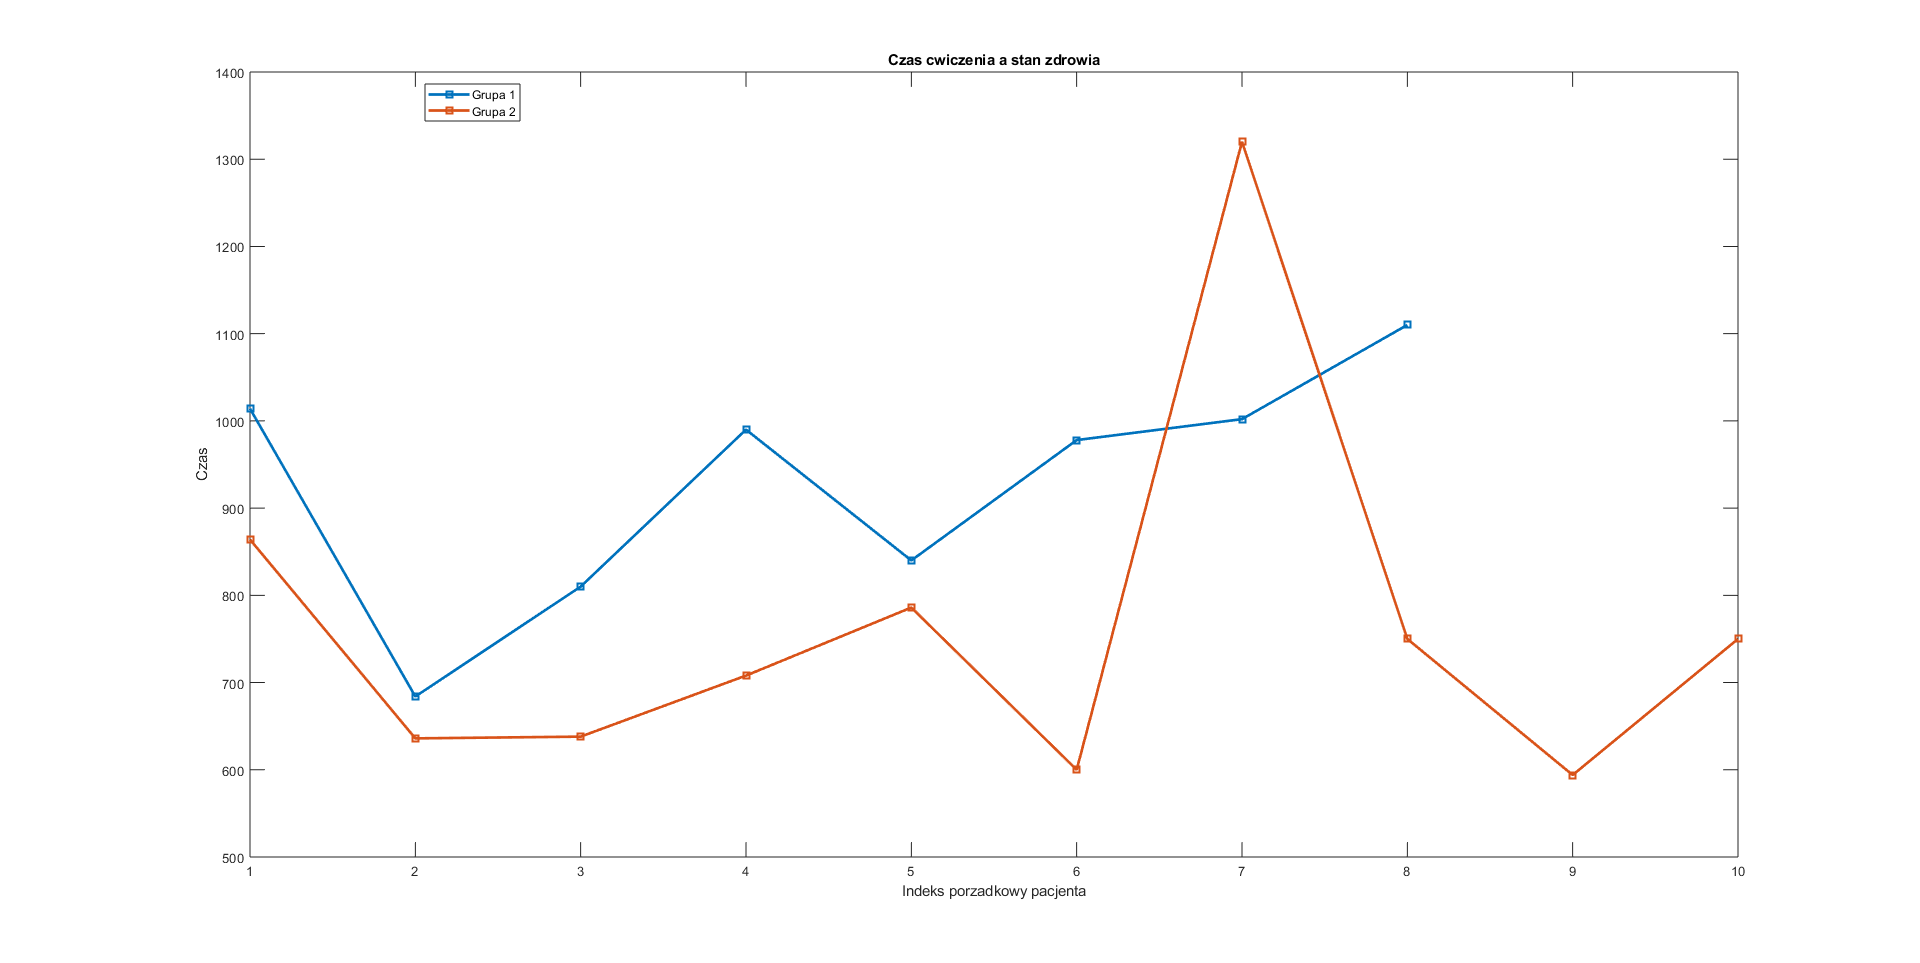 Czas cwiczenia a stan zdrowia
1400
1300
1200
1100
1000
900
800
700
600
500
Grupa 1
Grupa 2
Czas
1 2 3 4 5 6 7 8 9 10
Indeks porzadkowy pacjenta